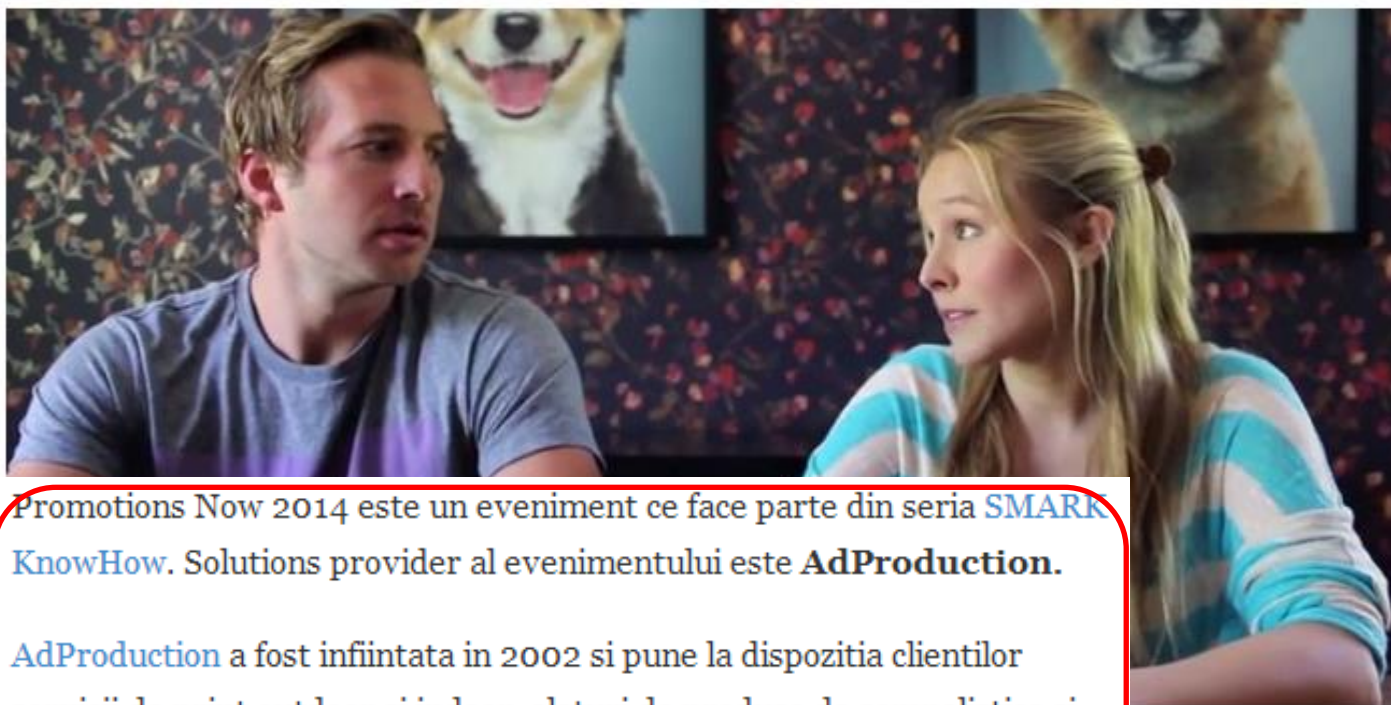 Promotions Now 2014 este un eveniment ce face parte din seria SMARK
KnowHow. Solutions provider al evenimentului este AdProduction.
AdProduction a fost infiintata in 2002 si pune la dispozitia clientilor